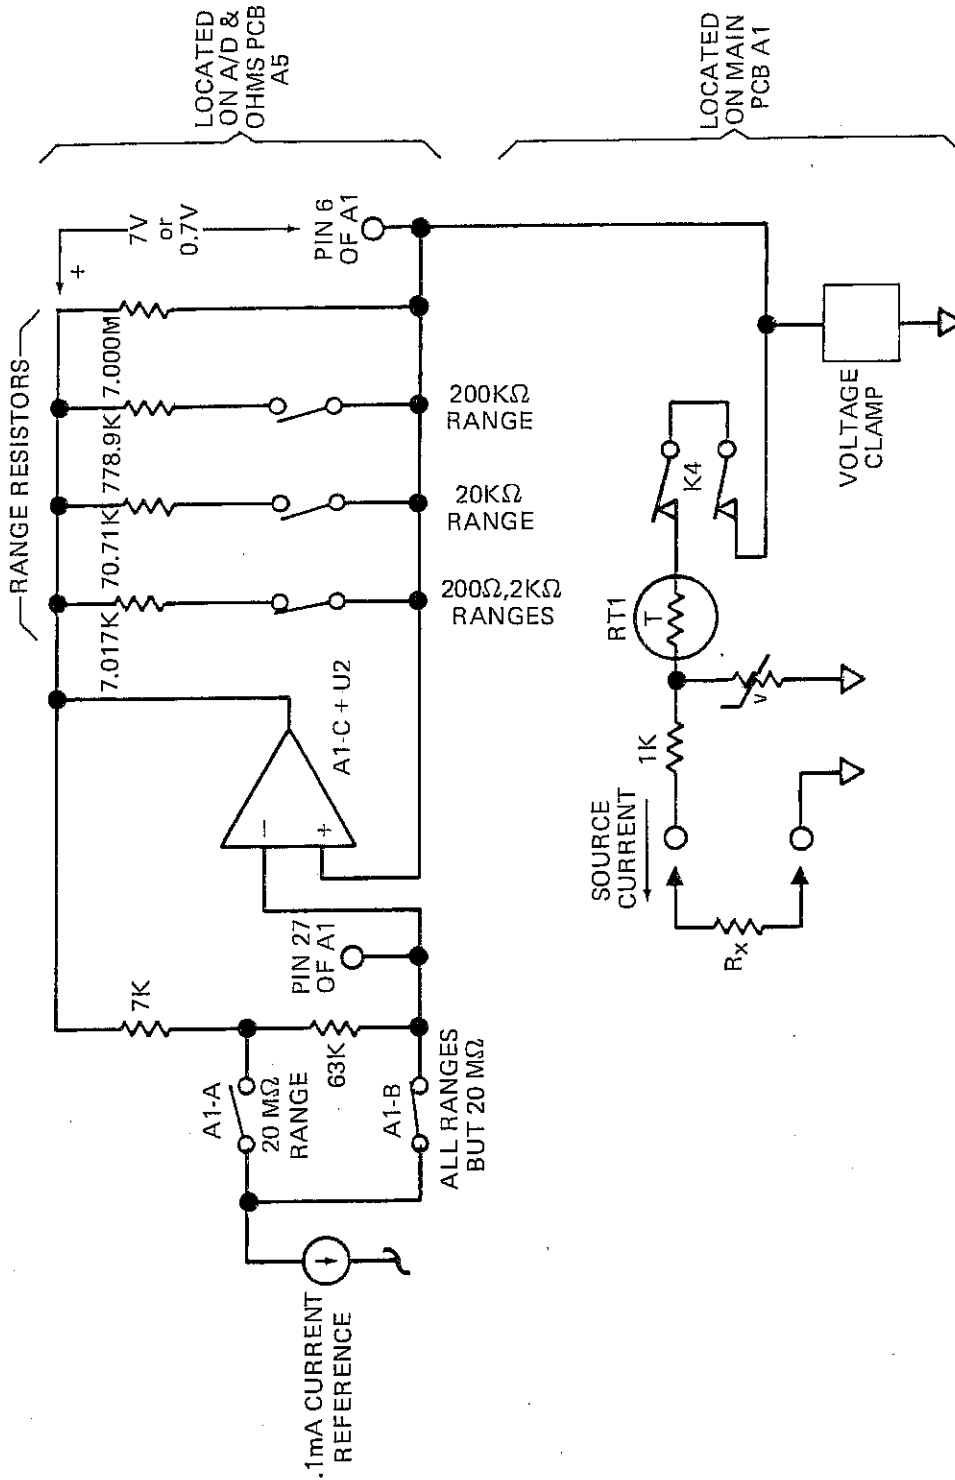 .1mA CURRENT
REFERENCE
A1-A
20 MΩ
RANGE
A1-B
ALL RANGES
BUT 20 MΩ
7K
63K
PIN 27
OF A1
−
+
A1-C + U2
RANGE RESISTORS
7.017K
70.71K
778.9K
7.000M
200Ω,2KΩ
RANGES
20KΩ
RANGE
200KΩ
RANGE
+
7V
or
0.7V
PIN 6
OF A1
LOCATED
ON A/D &
OHMS PCB
A5
SOURCE
CURRENT
Rx
1K
V
RT1
T
K4
VOLTAGE
CLAMP
LOCATED
ON MAIN
PCB A1